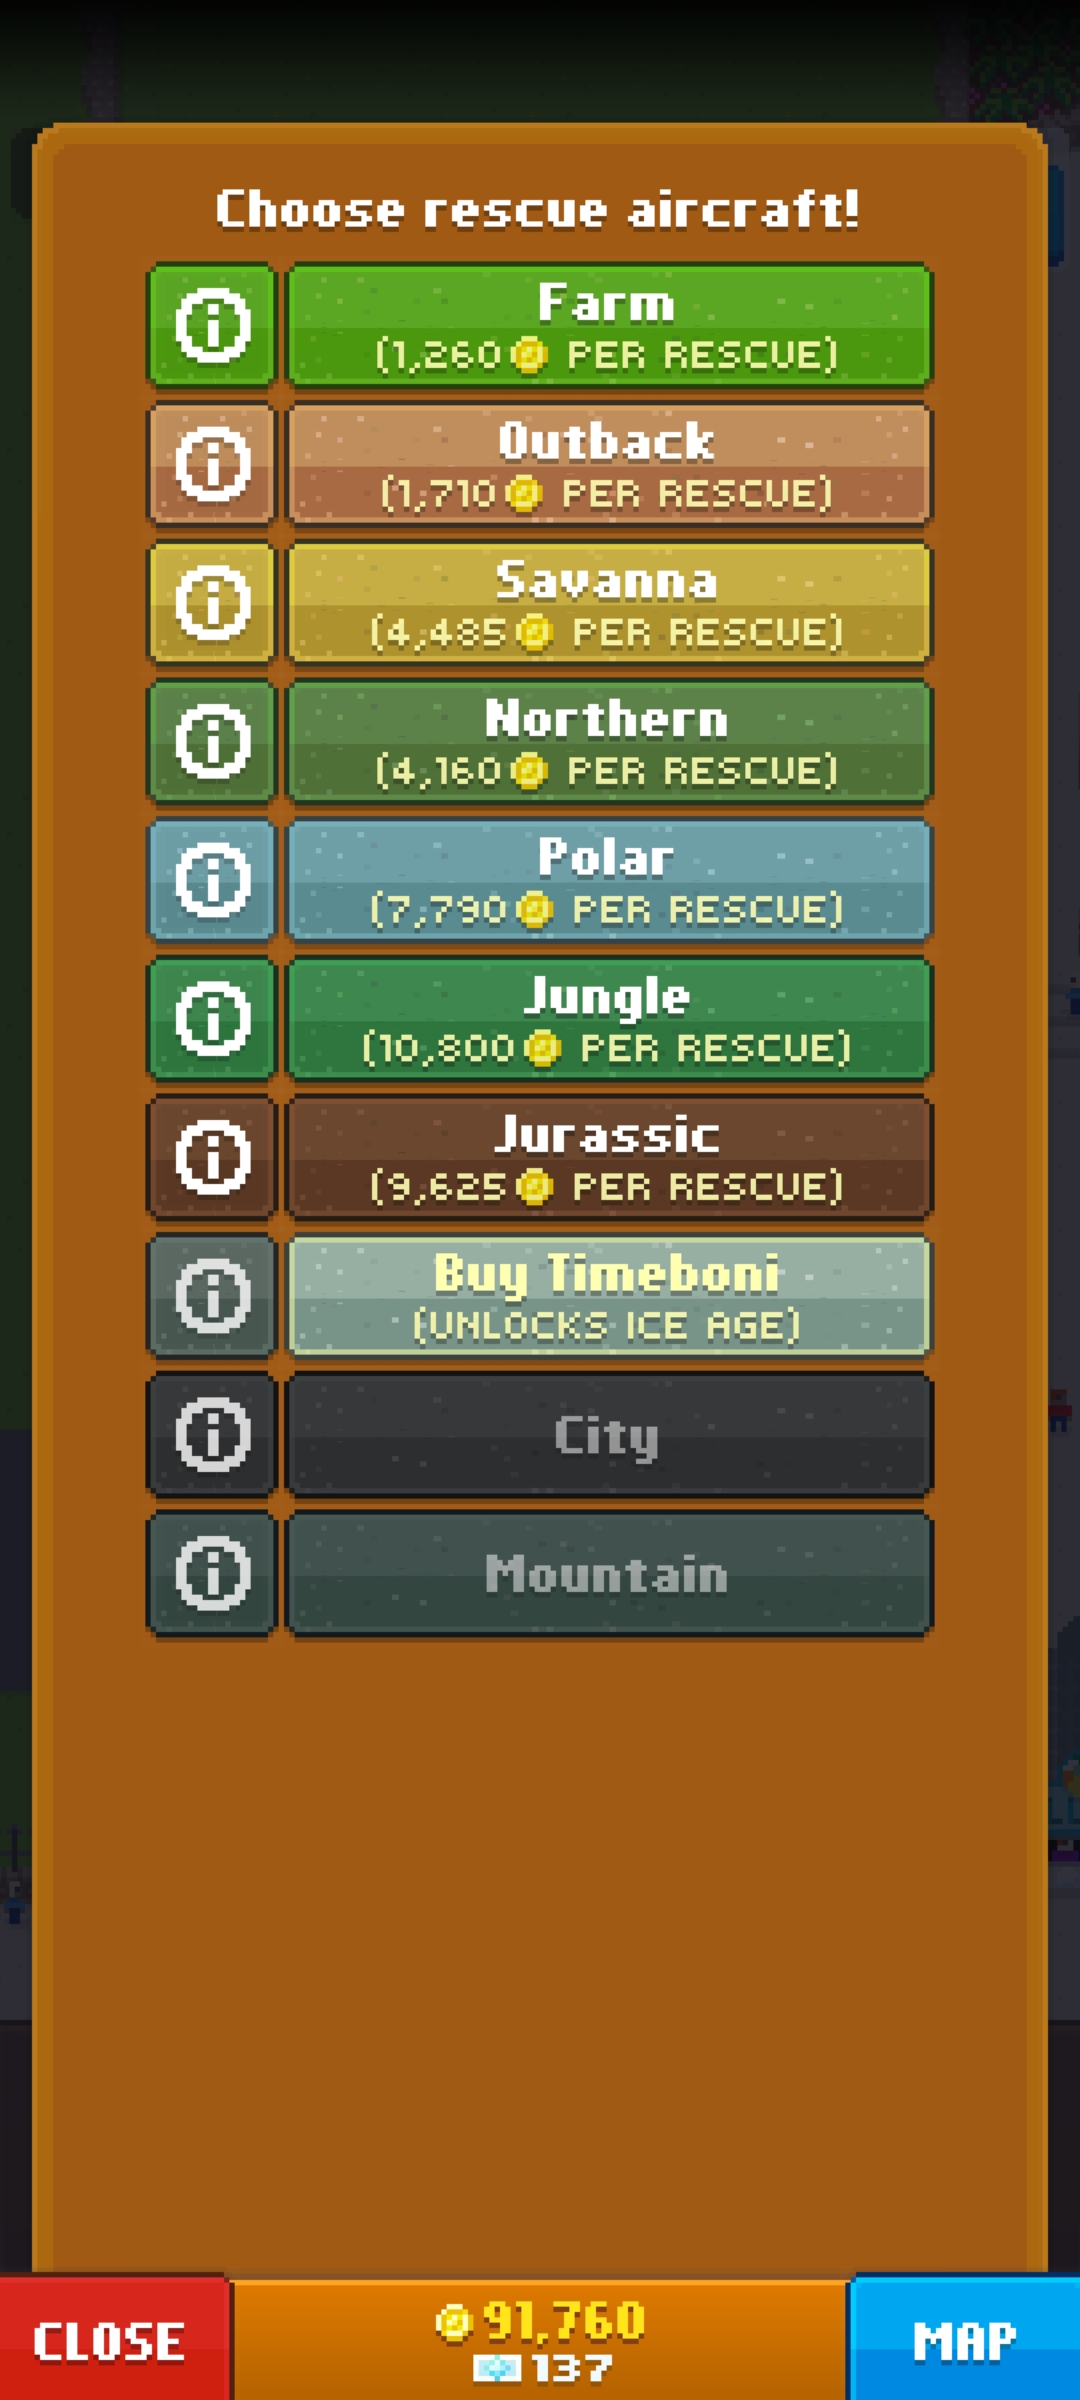 Choose rescue aircraft!
Farm
(1,260 PER RESCUE)
Outback
(1,710 PER RESCUE)
Savanna
(4,485 PER RESCUE)
Northern
(4,160 PER RESCUE)
Polar
(7,790 PER RESCUE)
Jungle
(10,800 PER RESCUE)
Jurassic
(9,625 PER RESCUE)
Buy Timeboni
(UNLOCKS ICE AGE)
City
Mountain
CLOSE
91,760
137
MAP